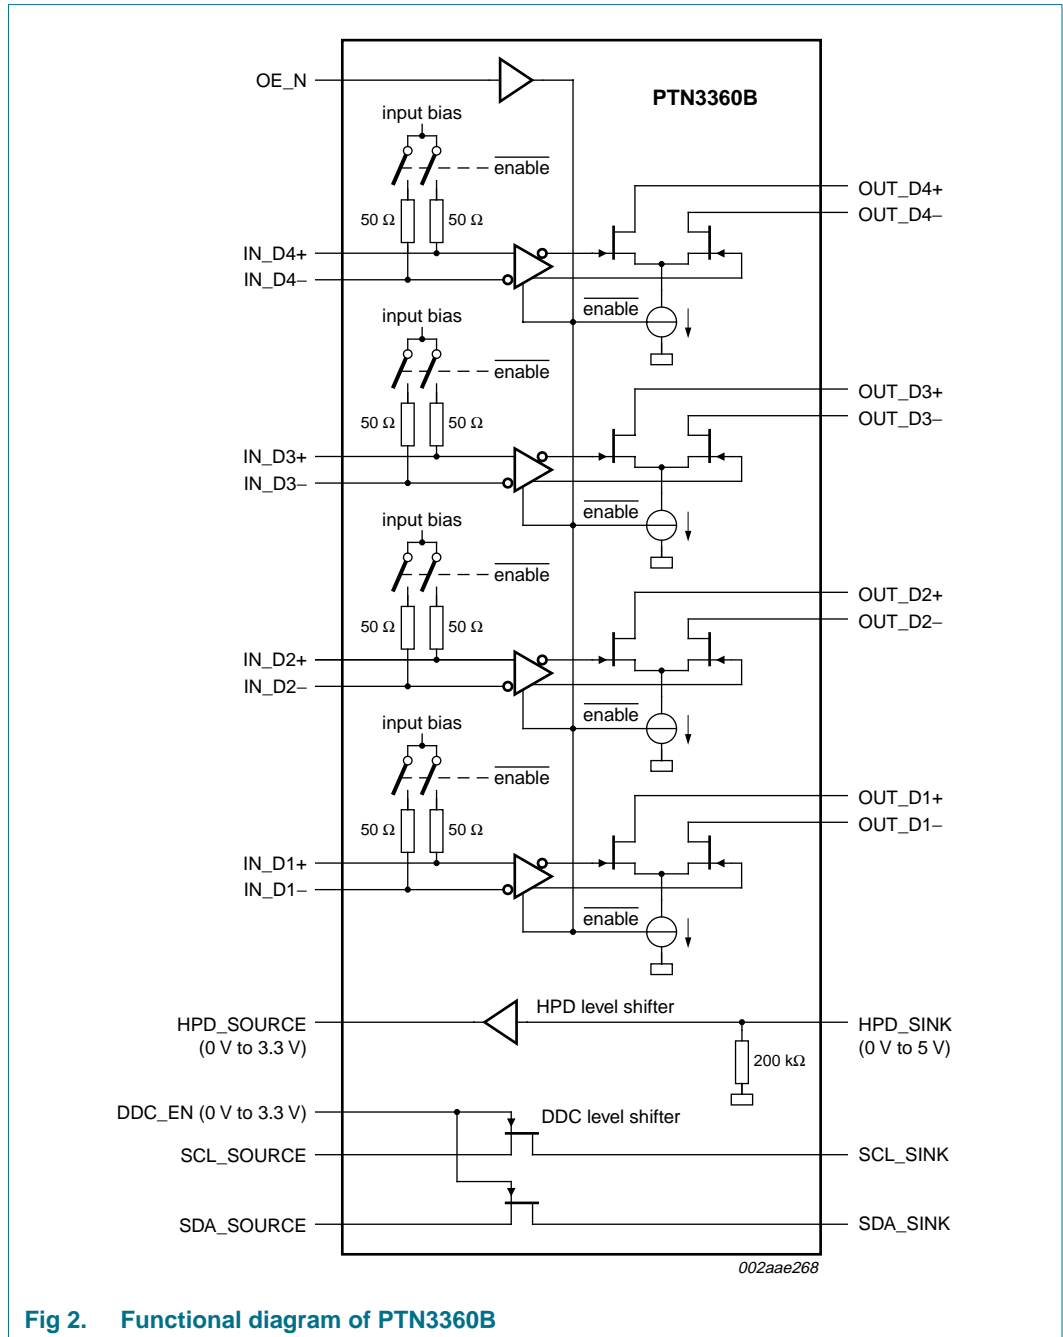 OE_N
PTN3360B
input bias
enable
OUT_D4+
OUT_D4−
50 Ω 50 Ω
IN_D4+
IN_D4−
enable
input bias
enable
OUT_D3+
OUT_D3−
50 Ω 50 Ω
IN_D3+
IN_D3−
enable
input bias
enable
OUT_D2+
OUT_D2−
50 Ω 50 Ω
IN_D2+
IN_D2−
enable
input bias
enable
OUT_D1+
OUT_D1−
50 Ω 50 Ω
IN_D1+
IN_D1−
enable
HPD level shifter
HPD_SOURCE
(0 V to 3.3 V)
HPD_SINK
(0 V to 5 V)
200 kΩ
DDC_EN (0 V to 3.3 V)
DDC level shifter
SCL_SOURCE
SCL_SINK
SDA_SOURCE
SDA_SINK
002aae268
Fig 2. Functional diagram of PTN3360B